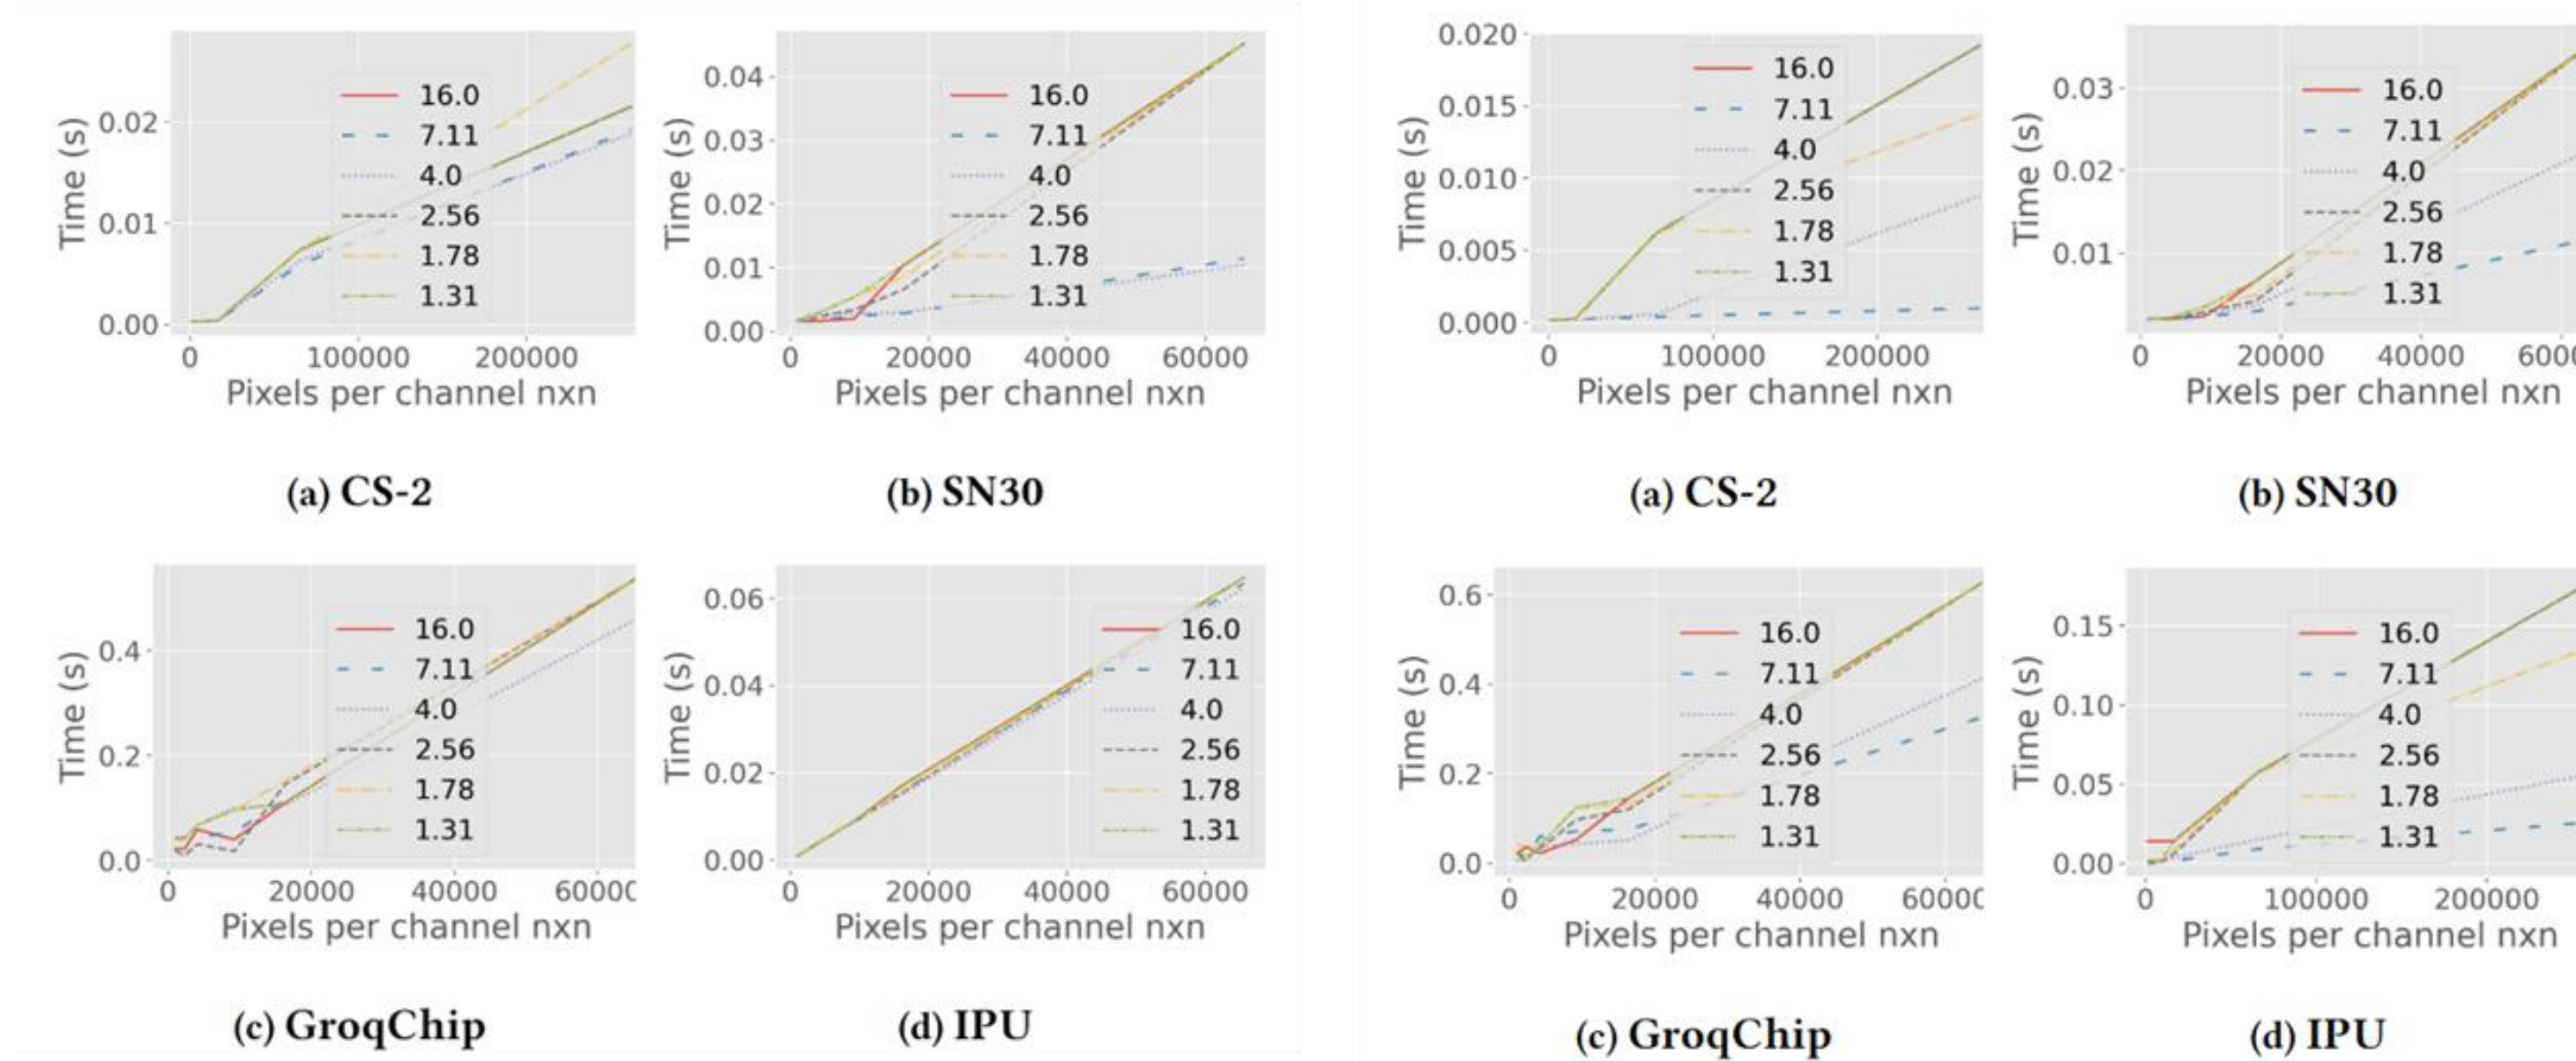 Time (s)
0.02
0.01
0.00
16.0
7.11
4.0
2.56
1.78
1.31
0 100000 200000
Pixels per channel nxn
(a) CS-2
Time (s)
0.04
0.03
0.02
0.01
0.00
16.0
7.11
4.0
2.56
1.78
1.31
0 20000 40000 60000
Pixels per channel nxn
(b) SN30
Time (s)
0.020
0.015
0.010
0.005
0.000
16.0
7.11
4.0
2.56
1.78
1.31
0 100000 200000
Pixels per channel nxn
(a) CS-2
Time (s)
0.03
0.02
0.01
16.0
7.11
4.0
2.56
1.78
1.31
0 20000 40000
Pixels per channel nxn
(b) SN30
Time (s)
0.4
0.2
0.0
16.0
7.11
4.0
2.56
1.78
1.31
0 20000 40000 60000
Pixels per channel nxn
(c) GroqChip
Time (s)
0.06
0.04
0.02
0.00
16.0
7.11
4.0
2.56
1.78
1.31
0 20000 40000 60000
Pixels per channel nxn
(d) IPU
Time (s)
0.6
0.4
0.2
0.0
16.0
7.11
4.0
2.56
1.78
1.31
0 20000 40000 60000
Pixels per channel nxn
(c) GroqChip
Time (s)
0.15
0.10
0.05
0.00
16.0
7.11
4.0
2.56
1.78
1.31
0 100000 200000
Pixels per channel nxn
(d) IPU